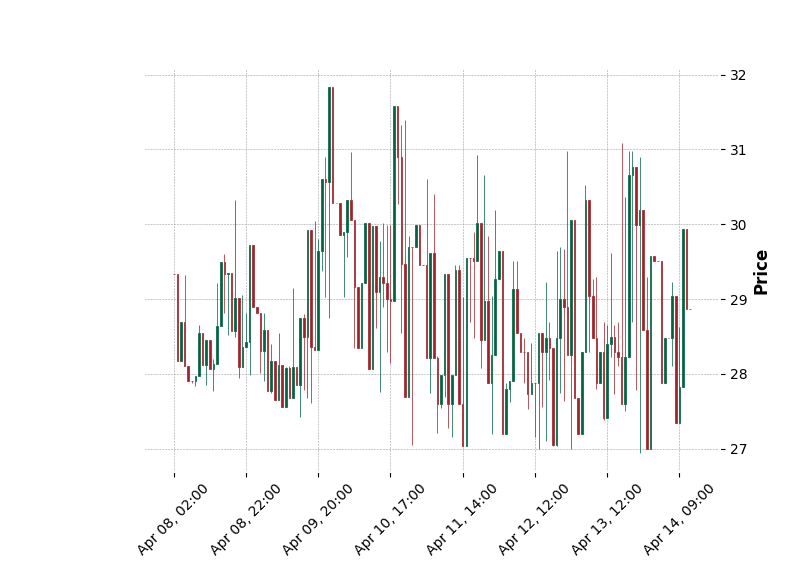 32
31
30
29
28
27
Price
Apr 08, 02:00
Apr 08, 22:00
Apr 09, 20:00
Apr 10, 17:00
Apr 11, 14:00
Apr 12, 12:00
Apr 13, 12:00
Apr 14, 09:00